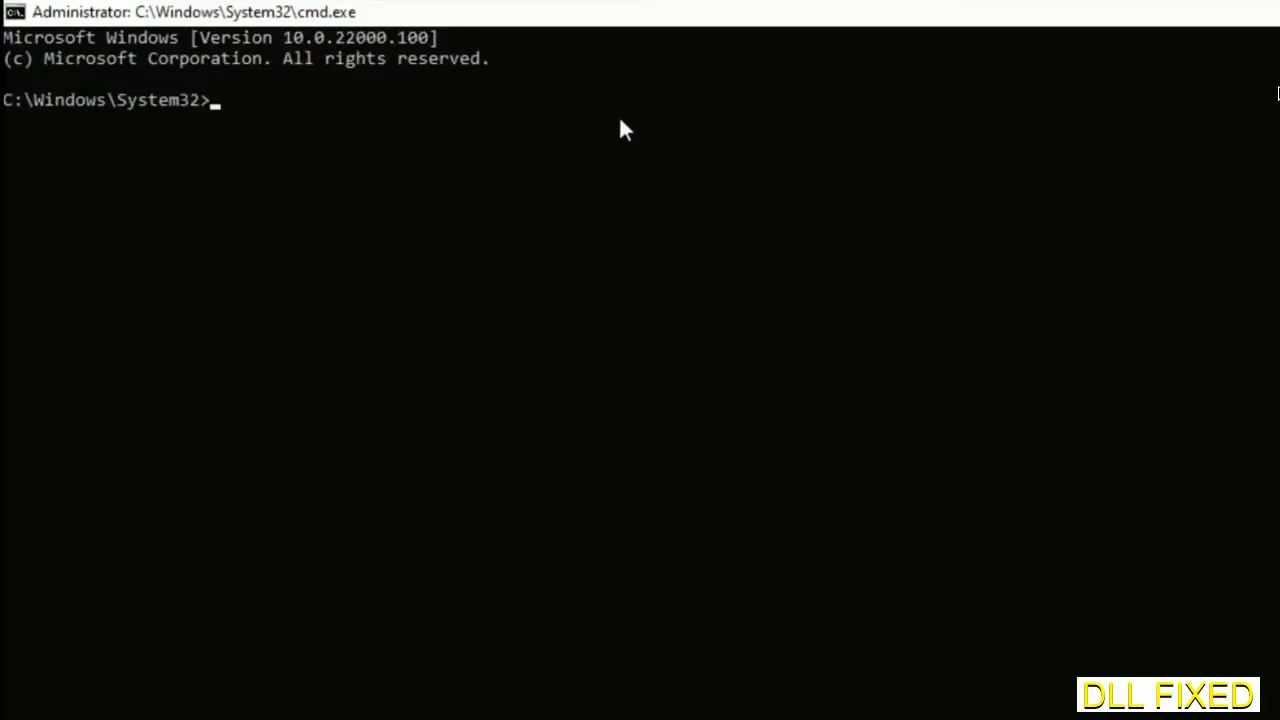 Administrator: C:\Windows\System32\cmd.exe
Microsoft Windows [Version 10.0.22000.100]
(c) Microsoft Corporation. All rights reserved.
C:\Windows\System32>
DLL FIXED